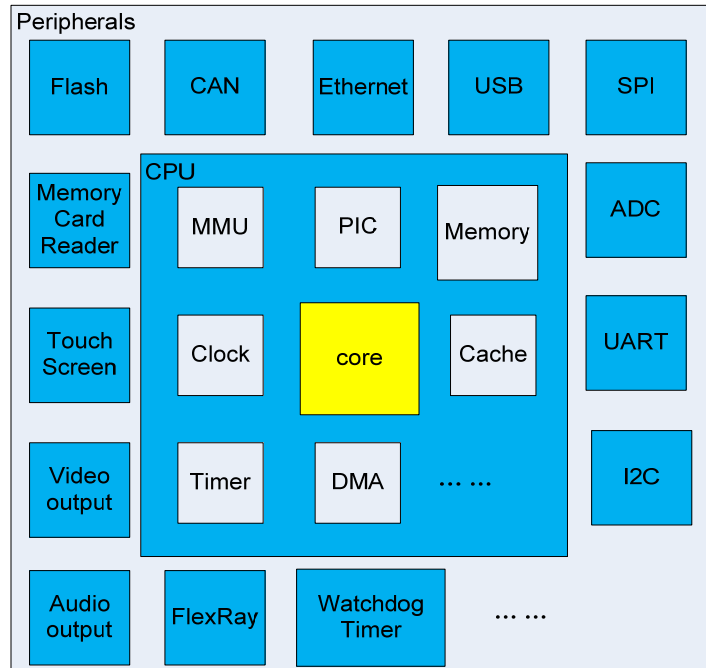 Peripherals
Flash
CAN
Ethernet
USB
SPI
CPU
Memory
Card
Reader
MMU
PIC
Memory
ADC
Touch
Screen
Clock
core
Cache
UART
Video
output
Timer
DMA
... ...
I2C
Audio
output
FlexRay
Watchdog
Timer
... ...